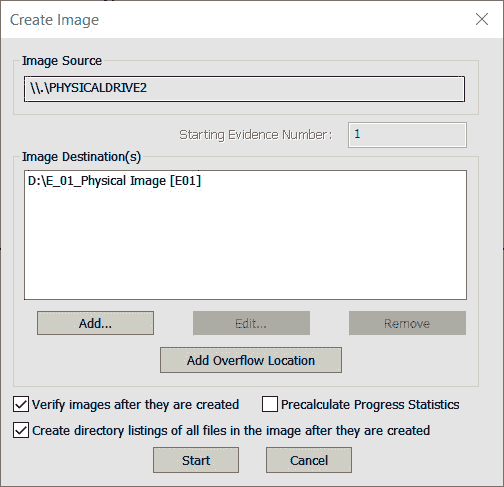 Create Image
Image Source
\\.\PHYSICALDRIVE2
Starting Evidence Number: 1
Image Destination(s)
D:\E_01_Physical Image [E01]
Add... Edit... Remove
Add Overflow Location
Verify images after they are created Precalculate Progress Statistics
Create directory listings of all files in the image after they are created
Start Cancel